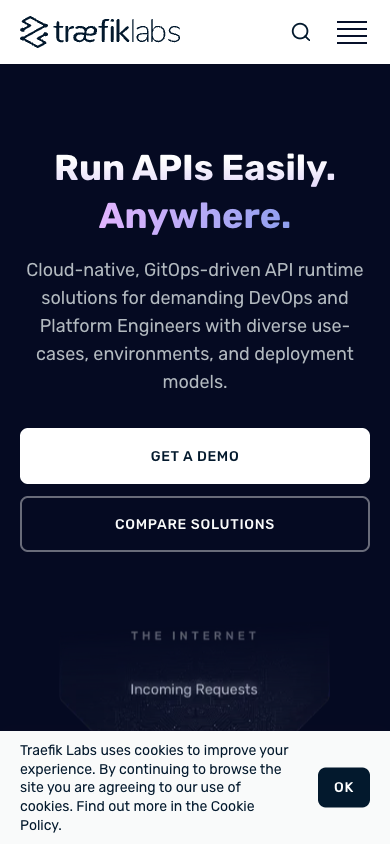 træfiklabs
Run APIs Easily.
Anywhere.
Cloud-native, GitOps-driven API runtime
solutions for demanding DevOps and
Platform Engineers with diverse use-
cases, environments, and deployment
models.
GET A DEMO
COMPARE SOLUTIONS
THE INTERNET
Incoming Requests
Traefik Labs uses cookies to improve your
experience. By continuing to browse the
site you are agreeing to our use of
cookies. Find out more in the Cookie
Policy.
OK